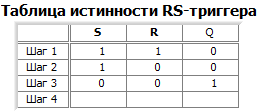 Таблица истинности RS-триггера
S R Q
Шаг 1 1 1 0
Шаг 2 1 0 0
Шаг 3 0 0 1
Шаг 4